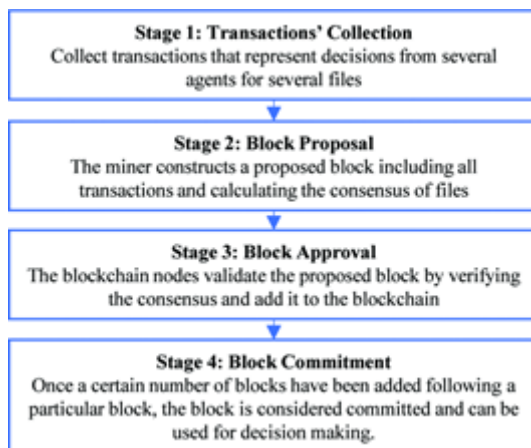 Stage 1: Transactions' Collection
Collect transactions that represent decisions from several
agents for several files
Stage 2: Block Proposal
The miner constructs a proposed block including all
transactions and calculating the consensus of files
Stage 3: Block Approval
The blockchain nodes validate the proposed block by verifying
the consensus and add it to the blockchain
Stage 4: Block Commitment
Once a certain number of blocks have been added following a
particular block, the block is considered committed and can be
used for decision making.